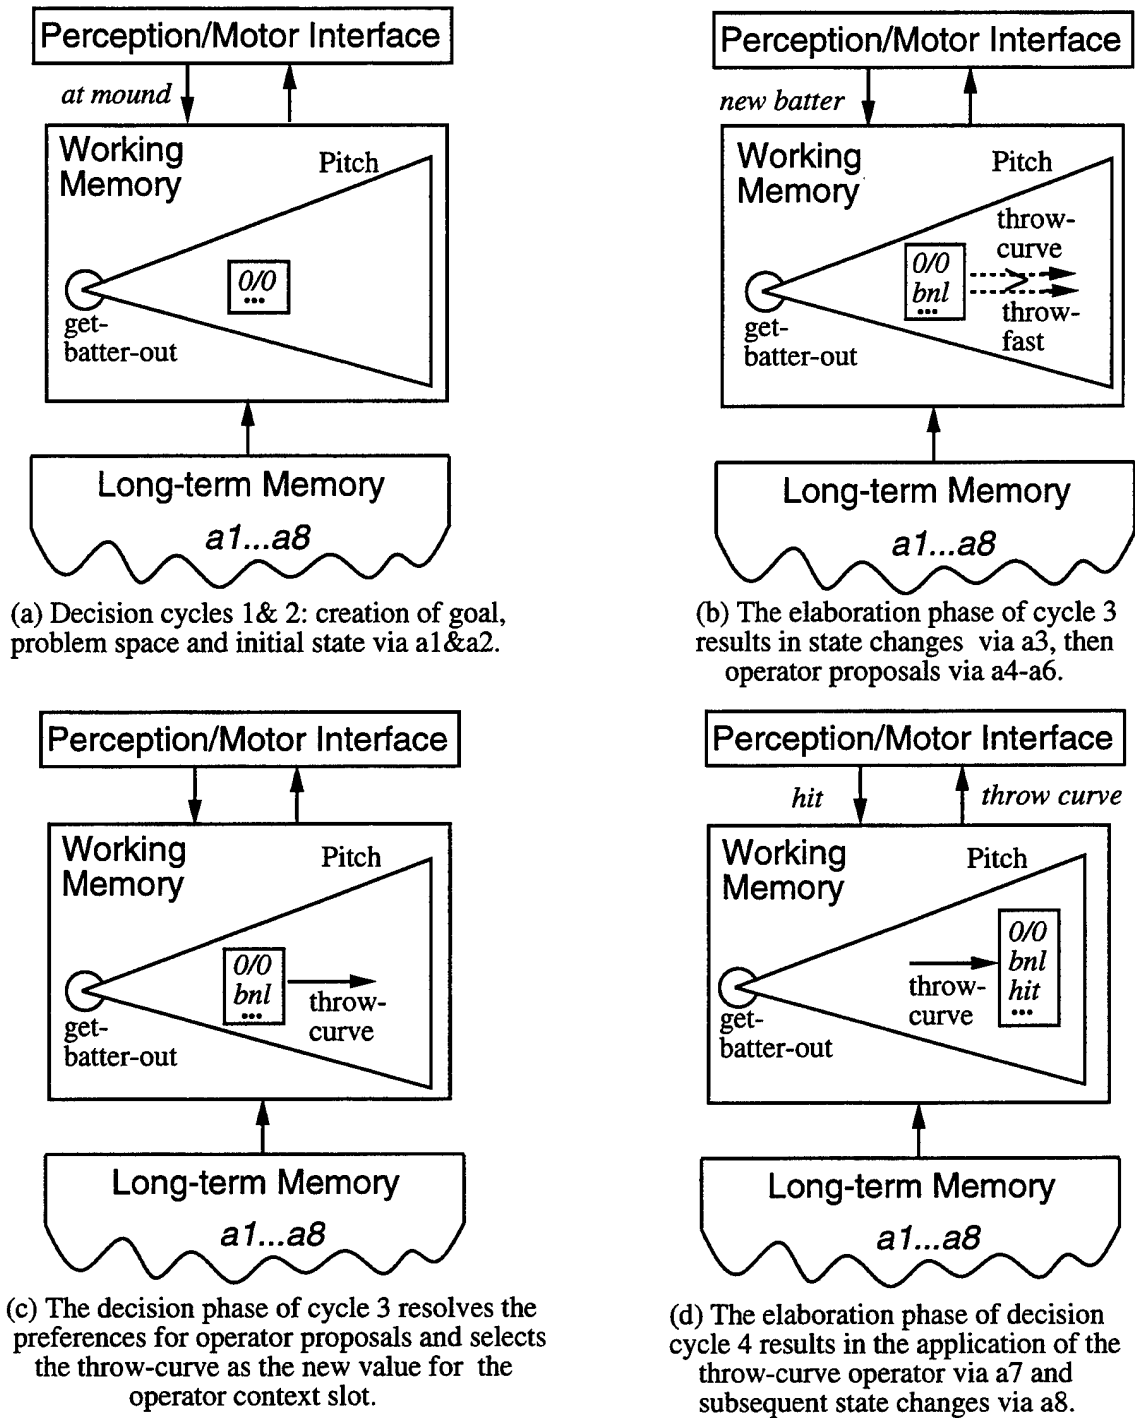 Perception/Motor Interface
at mound
Working
Memory
Pitch
0/0
...
get-
batter-out
Long-term Memory
a1...a8
(a) Decision cycles 1& 2: creation of goal,
problem space and initial state via a1&a2.
Perception/Motor Interface
new batter
Working
Memory
Pitch
throw-
curve
0/0
bnl
...
>
throw-
fast
get-
batter-out
Long-term Memory
a1...a8
(b) The elaboration phase of cycle 3
results in state changes via a3, then
operator proposals via a4-a6.
Perception/Motor Interface
Working
Memory
Pitch
0/0
bnl
...
throw-
curve
get-
batter-out
Long-term Memory
a1...a8
(c) The decision phase of cycle 3 resolves the
preferences for operator proposals and selects
the throw-curve as the new value for the
operator context slot.
Perception/Motor Interface
hit
throw curve
Working
Memory
Pitch
0/0
bnl
hit
...
throw-
curve
get-
batter-out
Long-term Memory
a1...a8
(d) The elaboration phase of decision
cycle 4 results in the application of the
throw-curve operator via a7 and
subsequent state changes via a8.